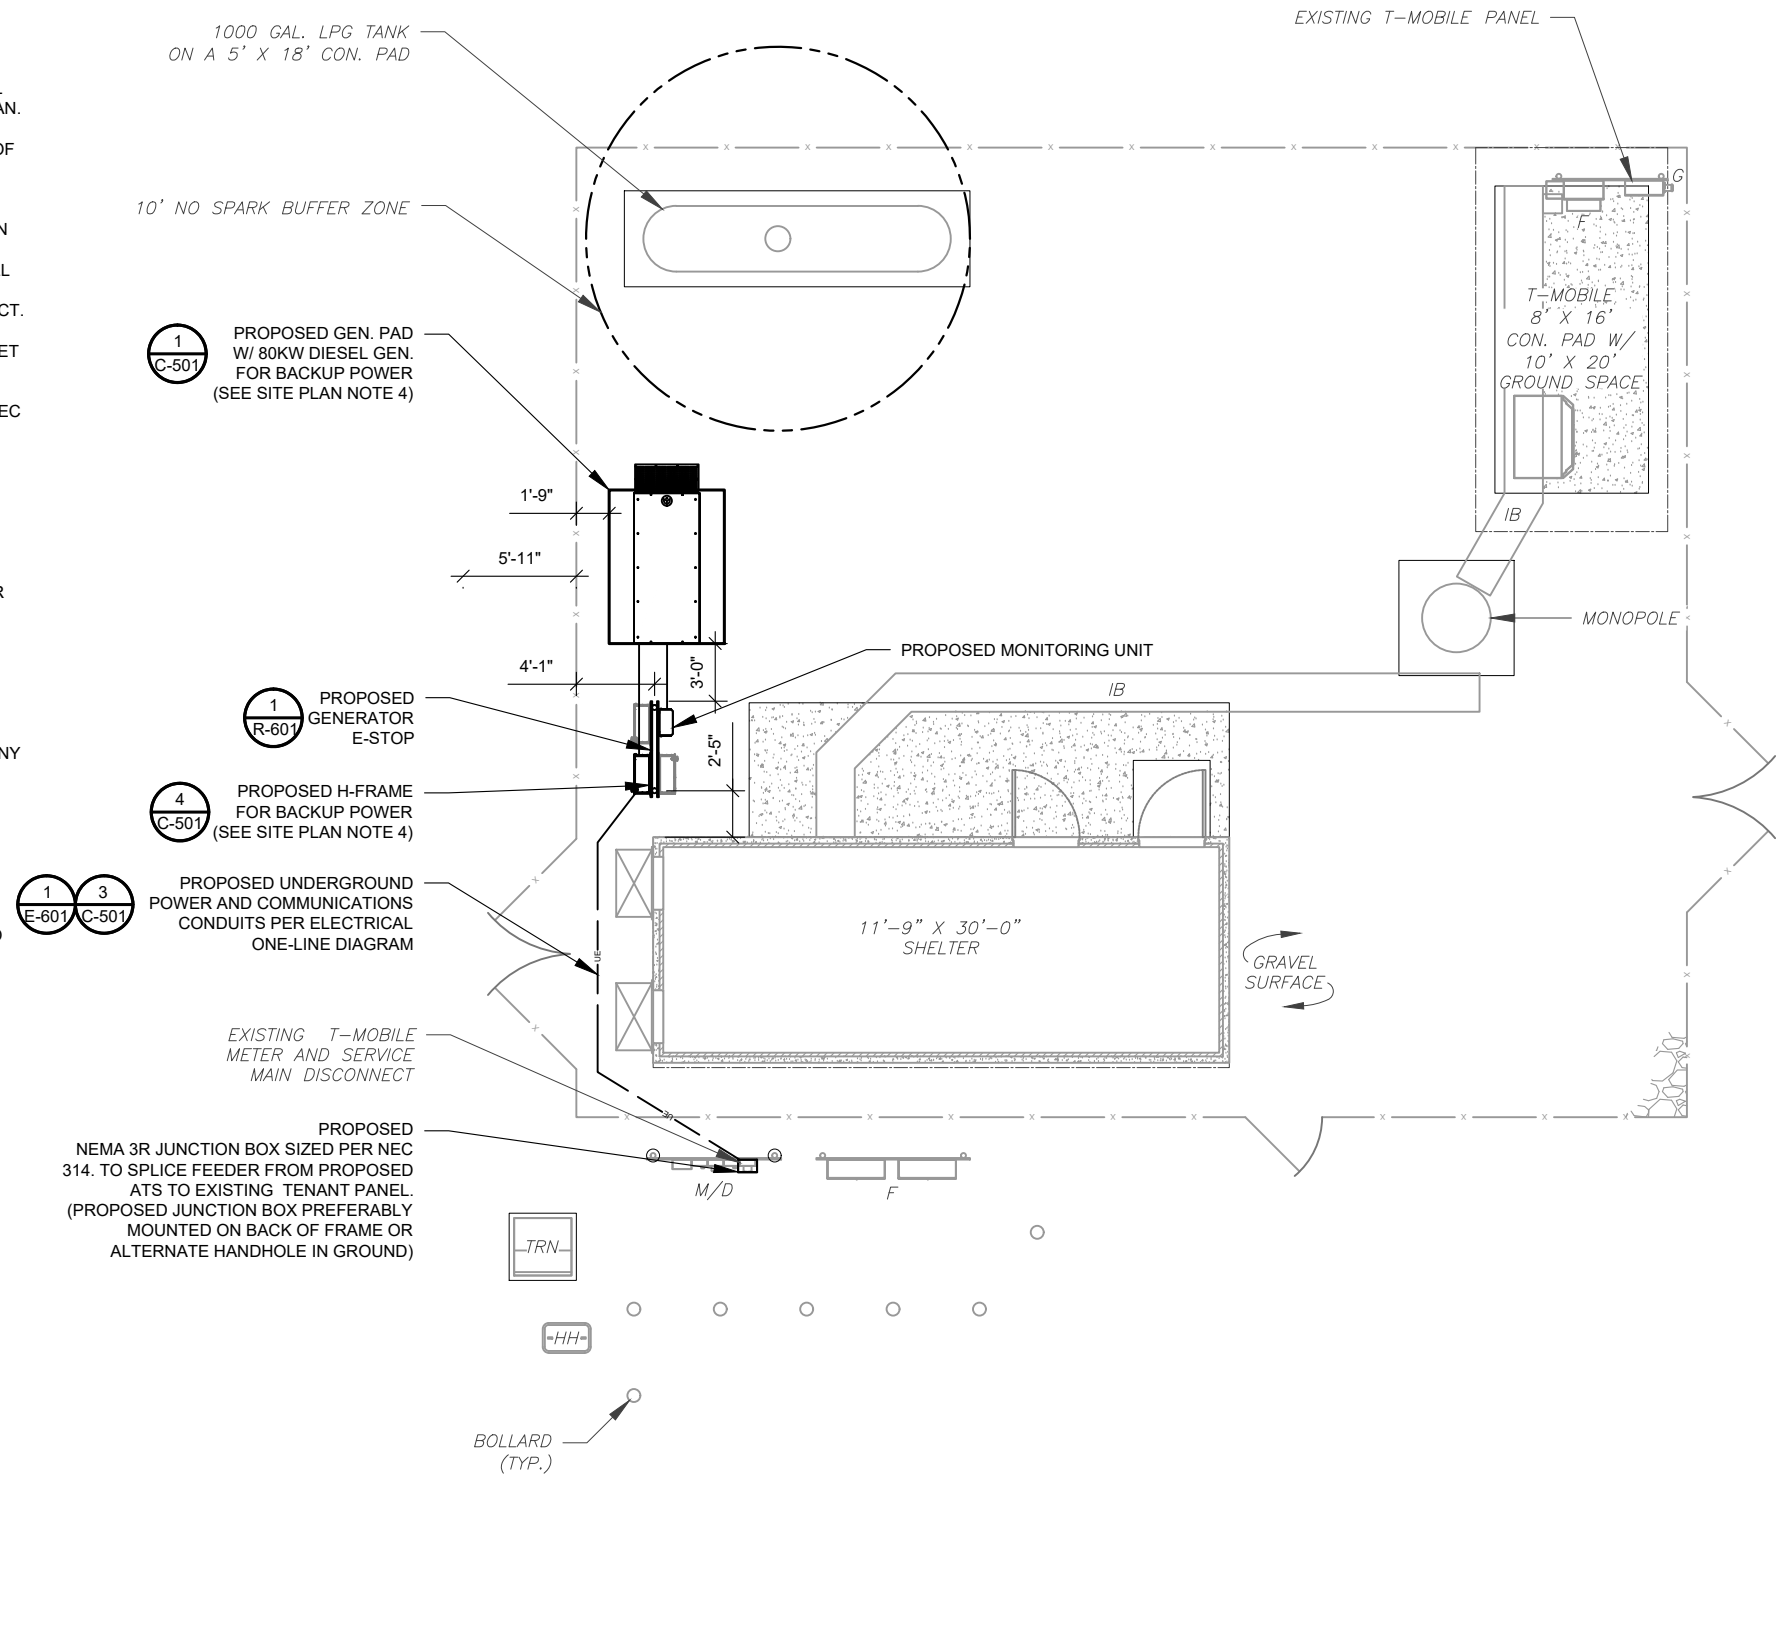 1000 GAL. LPG TANK
ON A 5' X 18' CON. PAD
EXISTING T-MOBILE PANEL
AN.
OF
10' NO SPARK BUFFER ZONE
G
F
N
L
CT.
ET
EC
T-MOBILE
8' X 16'
CON. PAD W/
10' X 20'
GROUND SPACE
1
C-501
PROPOSED GEN. PAD
W/ 80KW DIESEL GEN.
FOR BACKUP POWER
(SEE SITE PLAN NOTE 4)
1'-9"
5'-11"
IB
R
MONOPOLE
4'-1"
3'-0"
PROPOSED MONITORING UNIT
IB
1
R-601
PROPOSED
GENERATOR
E-STOP
2'-5"
NY
4
C-501
PROPOSED H-FRAME
FOR BACKUP POWER
(SEE SITE PLAN NOTE 4)
1
E-601
3
C-501
PROPOSED UNDERGROUND
POWER AND COMMUNICATIONS
CONDUITS PER ELECTRICAL
ONE-LINE DIAGRAM
UE
11'-9" X 30'-0"
SHELTER
GRAVEL
SURFACE
EXISTING T-MOBILE
METER AND SERVICE
MAIN DISCONNECT
UE
PROPOSED
NEMA 3R JUNCTION BOX SIZED PER NEC
314. TO SPLICE FEEDER FROM PROPOSED
ATS TO EXISTING TENANT PANEL.
(PROPOSED JUNCTION BOX PREFERABLY
MOUNTED ON BACK OF FRAME OR
ALTERNATE HANDHOLE IN GROUND)
M/D
F
TRN
HH
BOLLARD
(TYP.)